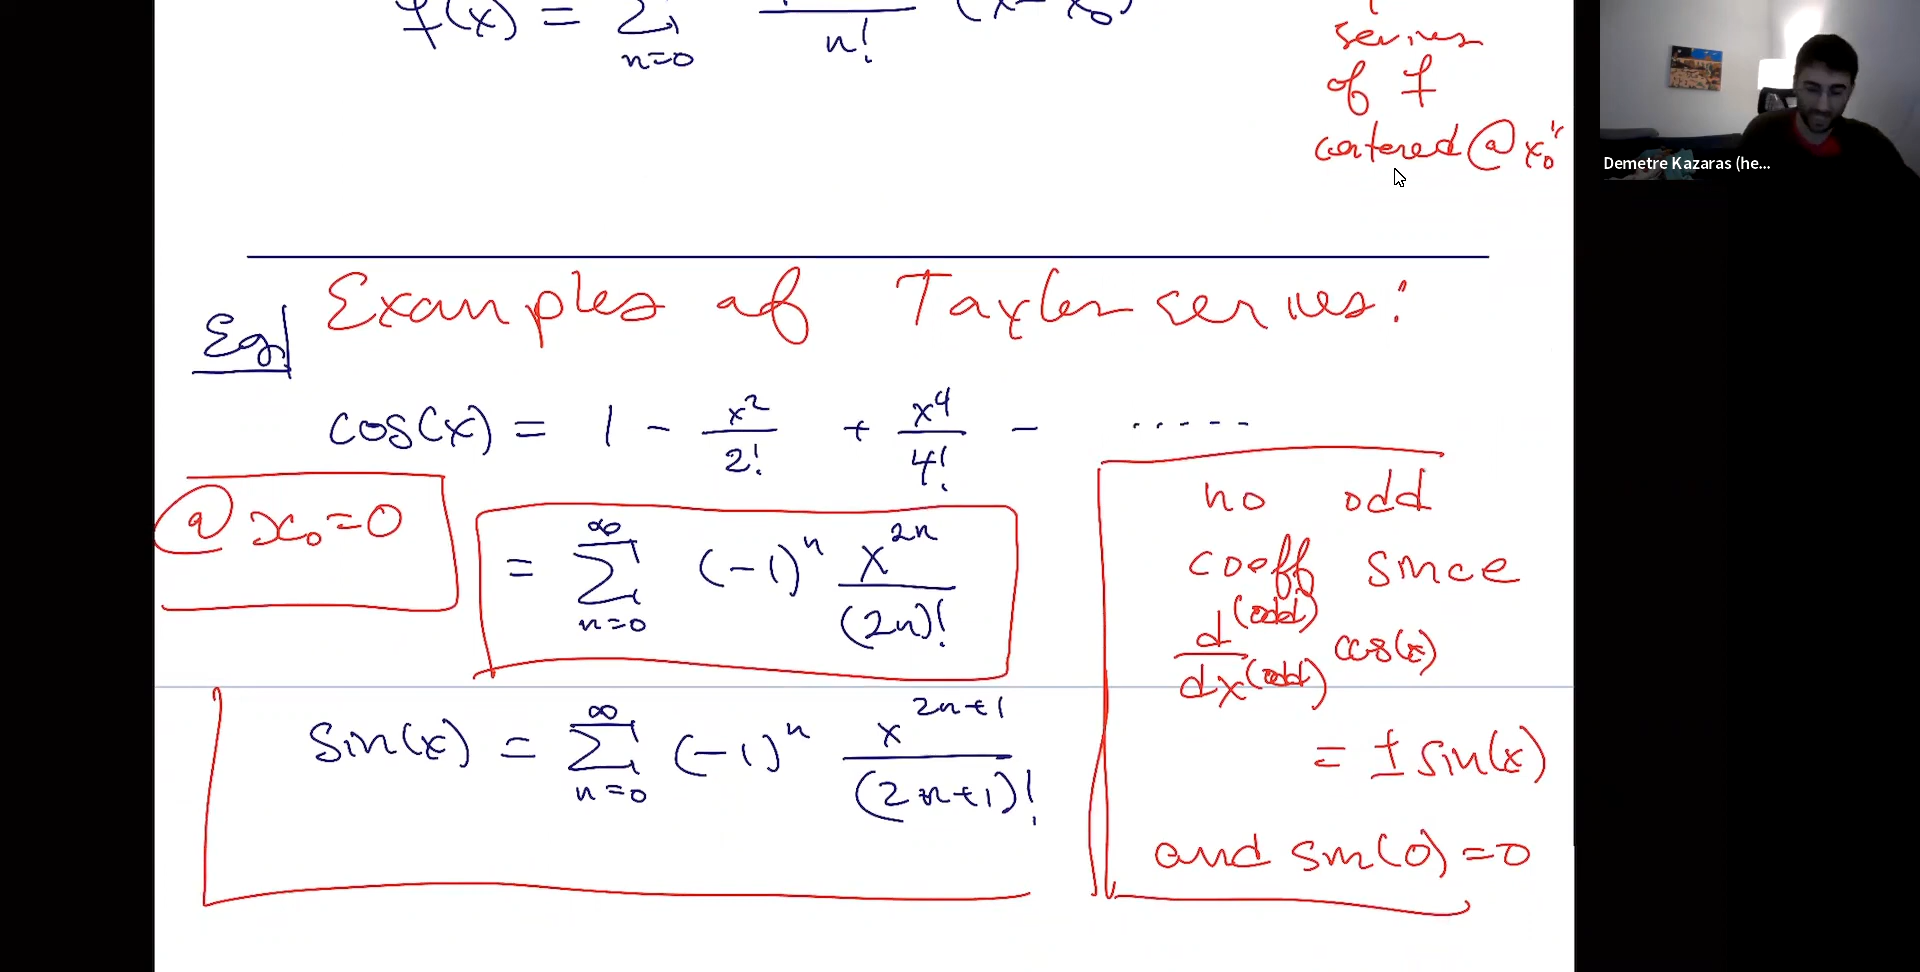 f(x) = ∑ n=0 n! (x - x₀)
series
of f
centered @ x₀"
Demetre Kazaras (he...
Eg| Examples of Taylor series:
cos(x) = 1 - x²/2! + x⁴/4! - ......
@ x₀ = 0
= ∑_{n=0}^{∞} (-1)ⁿ x^{2n}/(2n)!
sin(x) = ∑_{n=0}^{∞} (-1)ⁿ x^{2n+1}/(2n+1)!
no odd
coeff since
d^(odd)/dx^(odd) cos(x)
= ± sin(x)
and sin(0) = 0